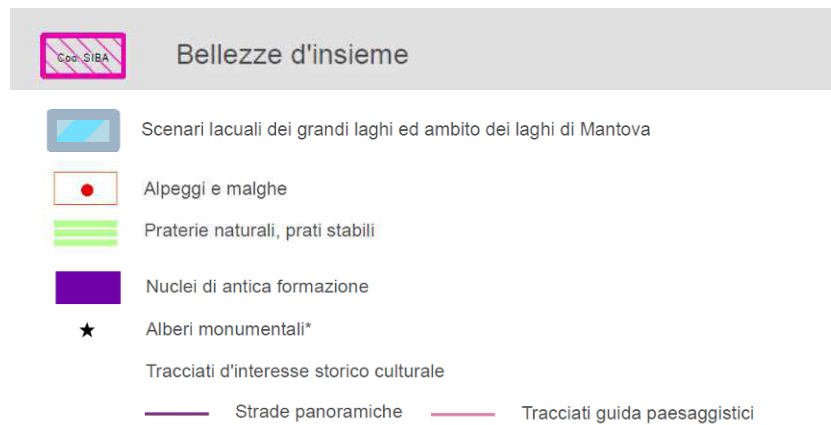 Cod. SIBA Bellezze d'insieme
Scenari lacuali dei grandi laghi ed ambito dei laghi di Mantova
Alpeggi e malghe
Praterie naturali, prati stabili
Nuclei di antica formazione
Alberi monumentali*
Tracciati d'interesse storico culturale
Strade panoramiche Tracciati guida paesaggistici